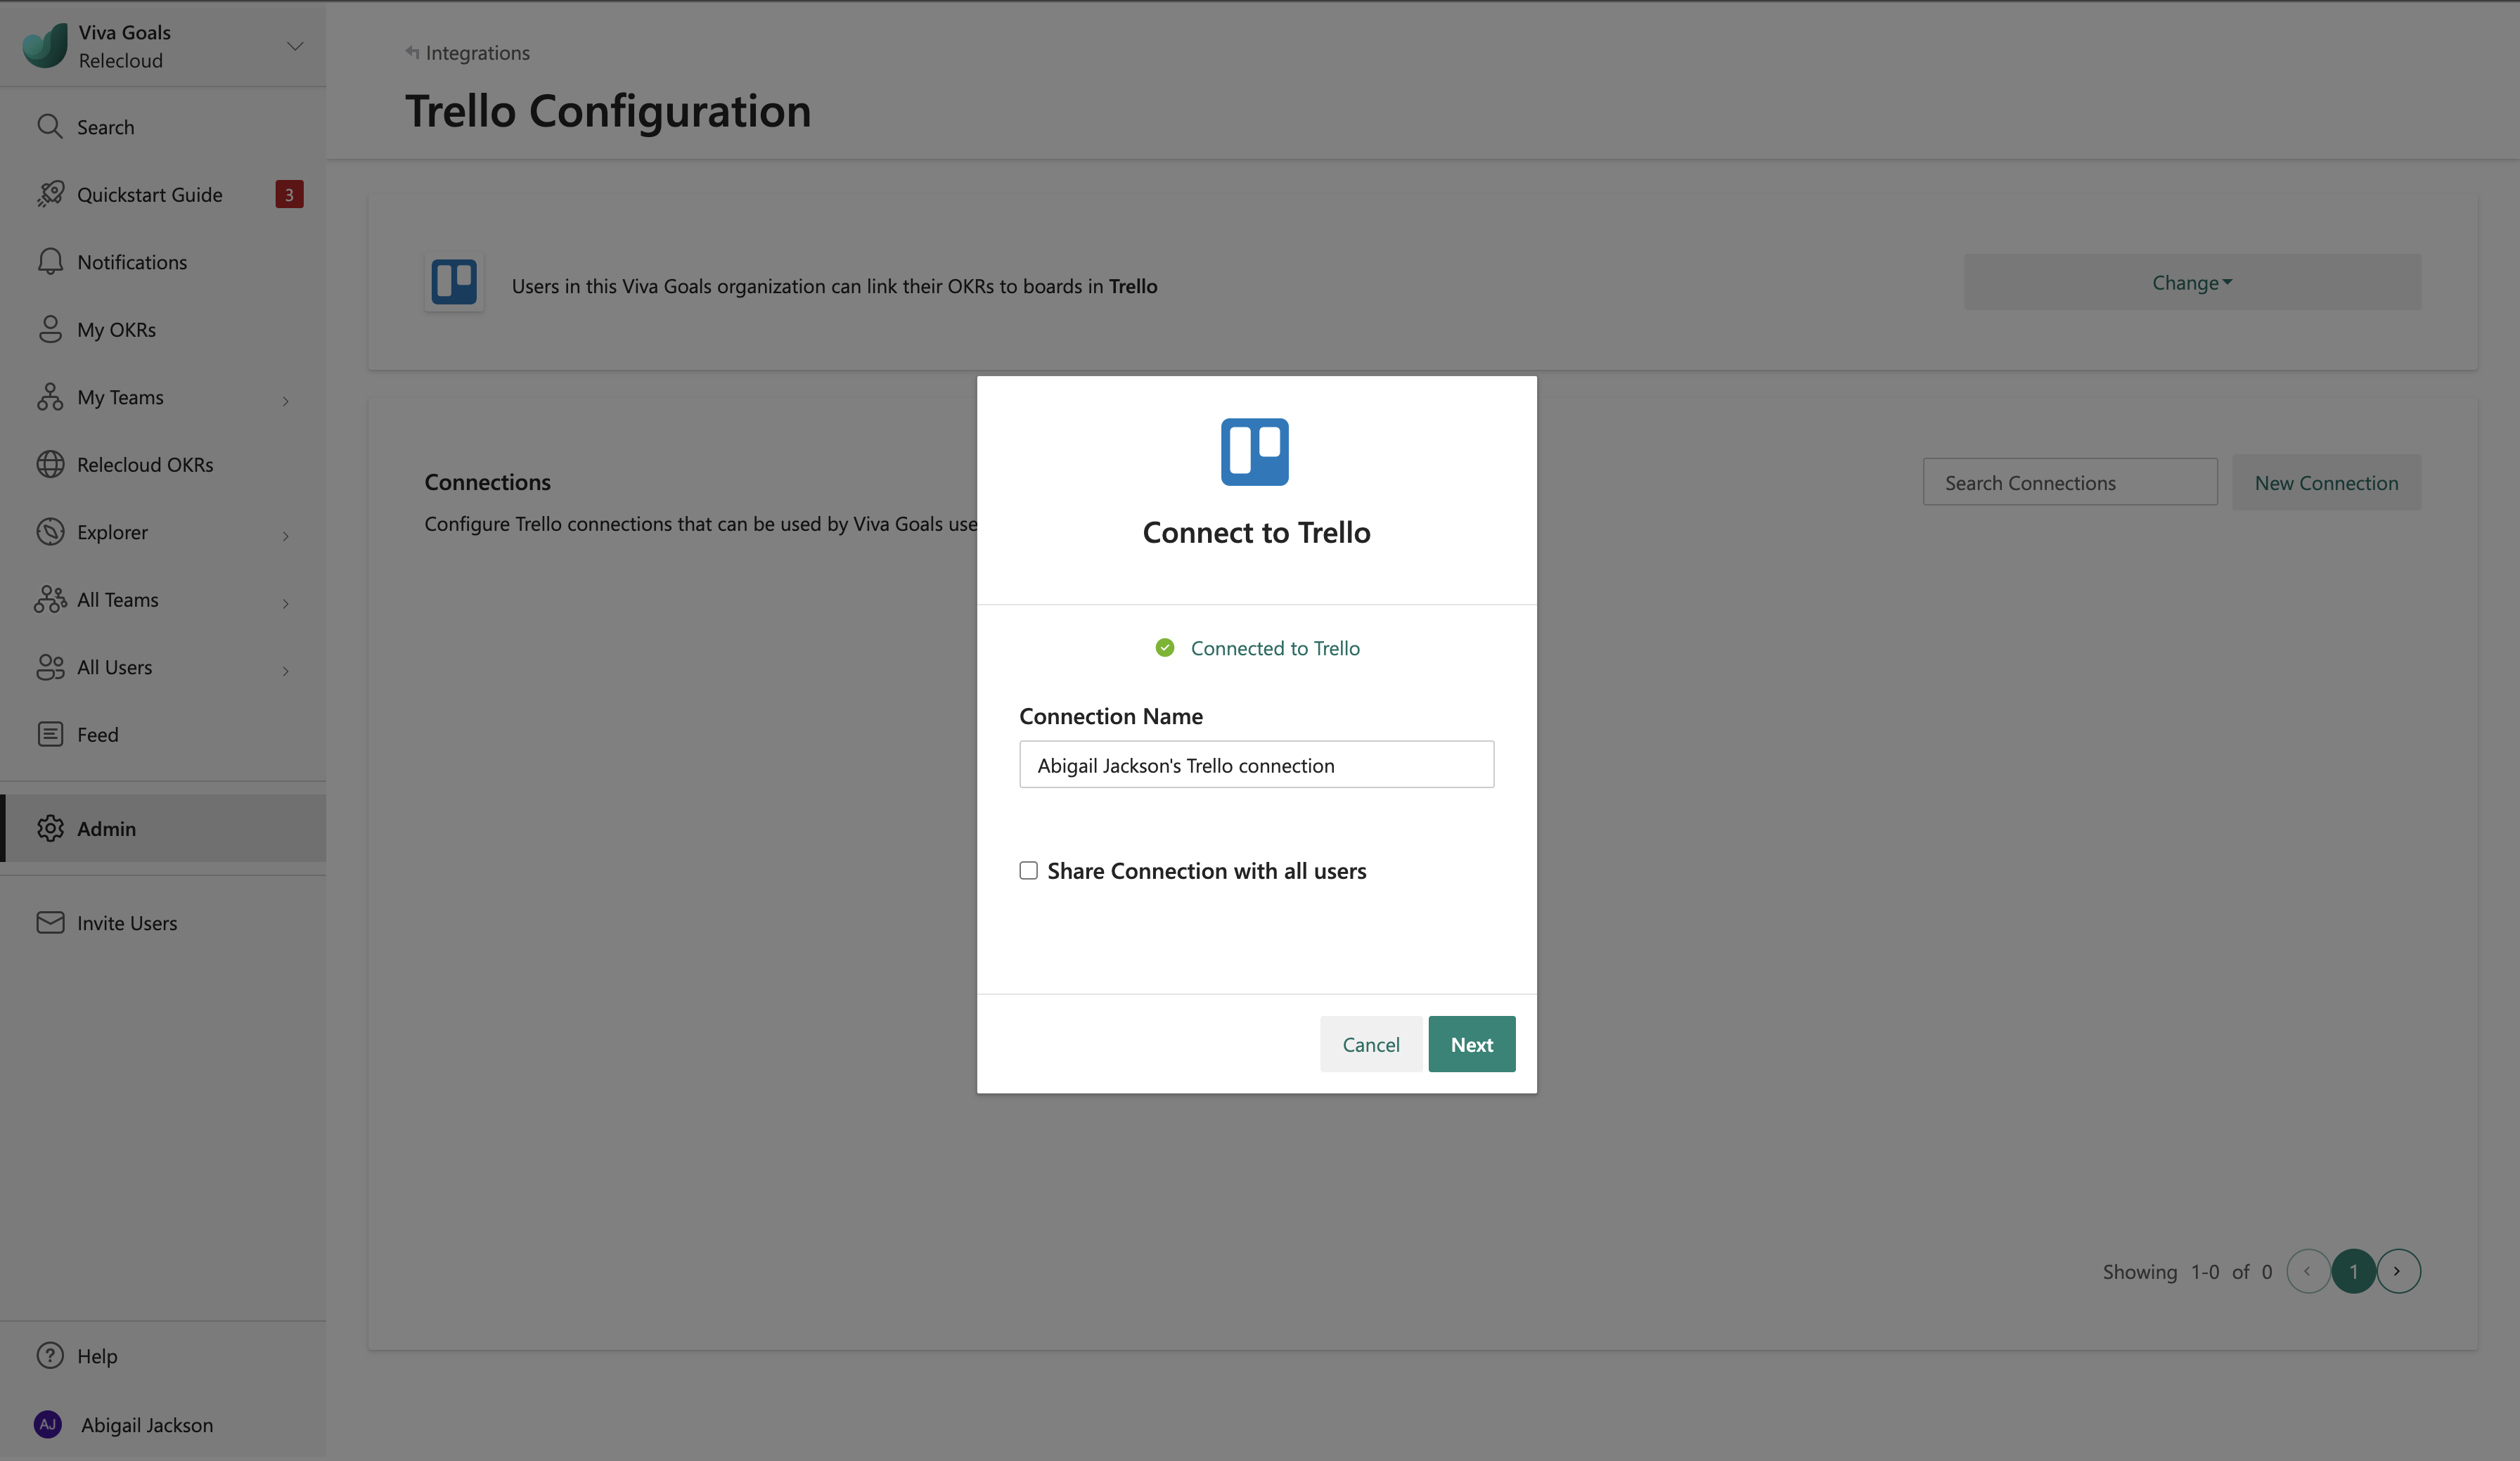 Viva Goals
Relecloud
Search
Quickstart Guide 3
Notifications
My OKRs
My Teams
Relecloud OKRs
Explorer
All Teams
All Users
Feed
Admin
Invite Users
Help
AJ Abigail Jackson
Integrations
Trello Configuration
Users in this Viva Goals organization can link their OKRs to boards in Trello
Change
Connections
Search Connections
New Connection
Configure Trello connections that can be used by Viva Goals use
Connect to Trello
Connected to Trello
Connection Name
Abigail Jackson's Trello connection
Share Connection with all users
Cancel
Next
Showing 1-0 of 0
1